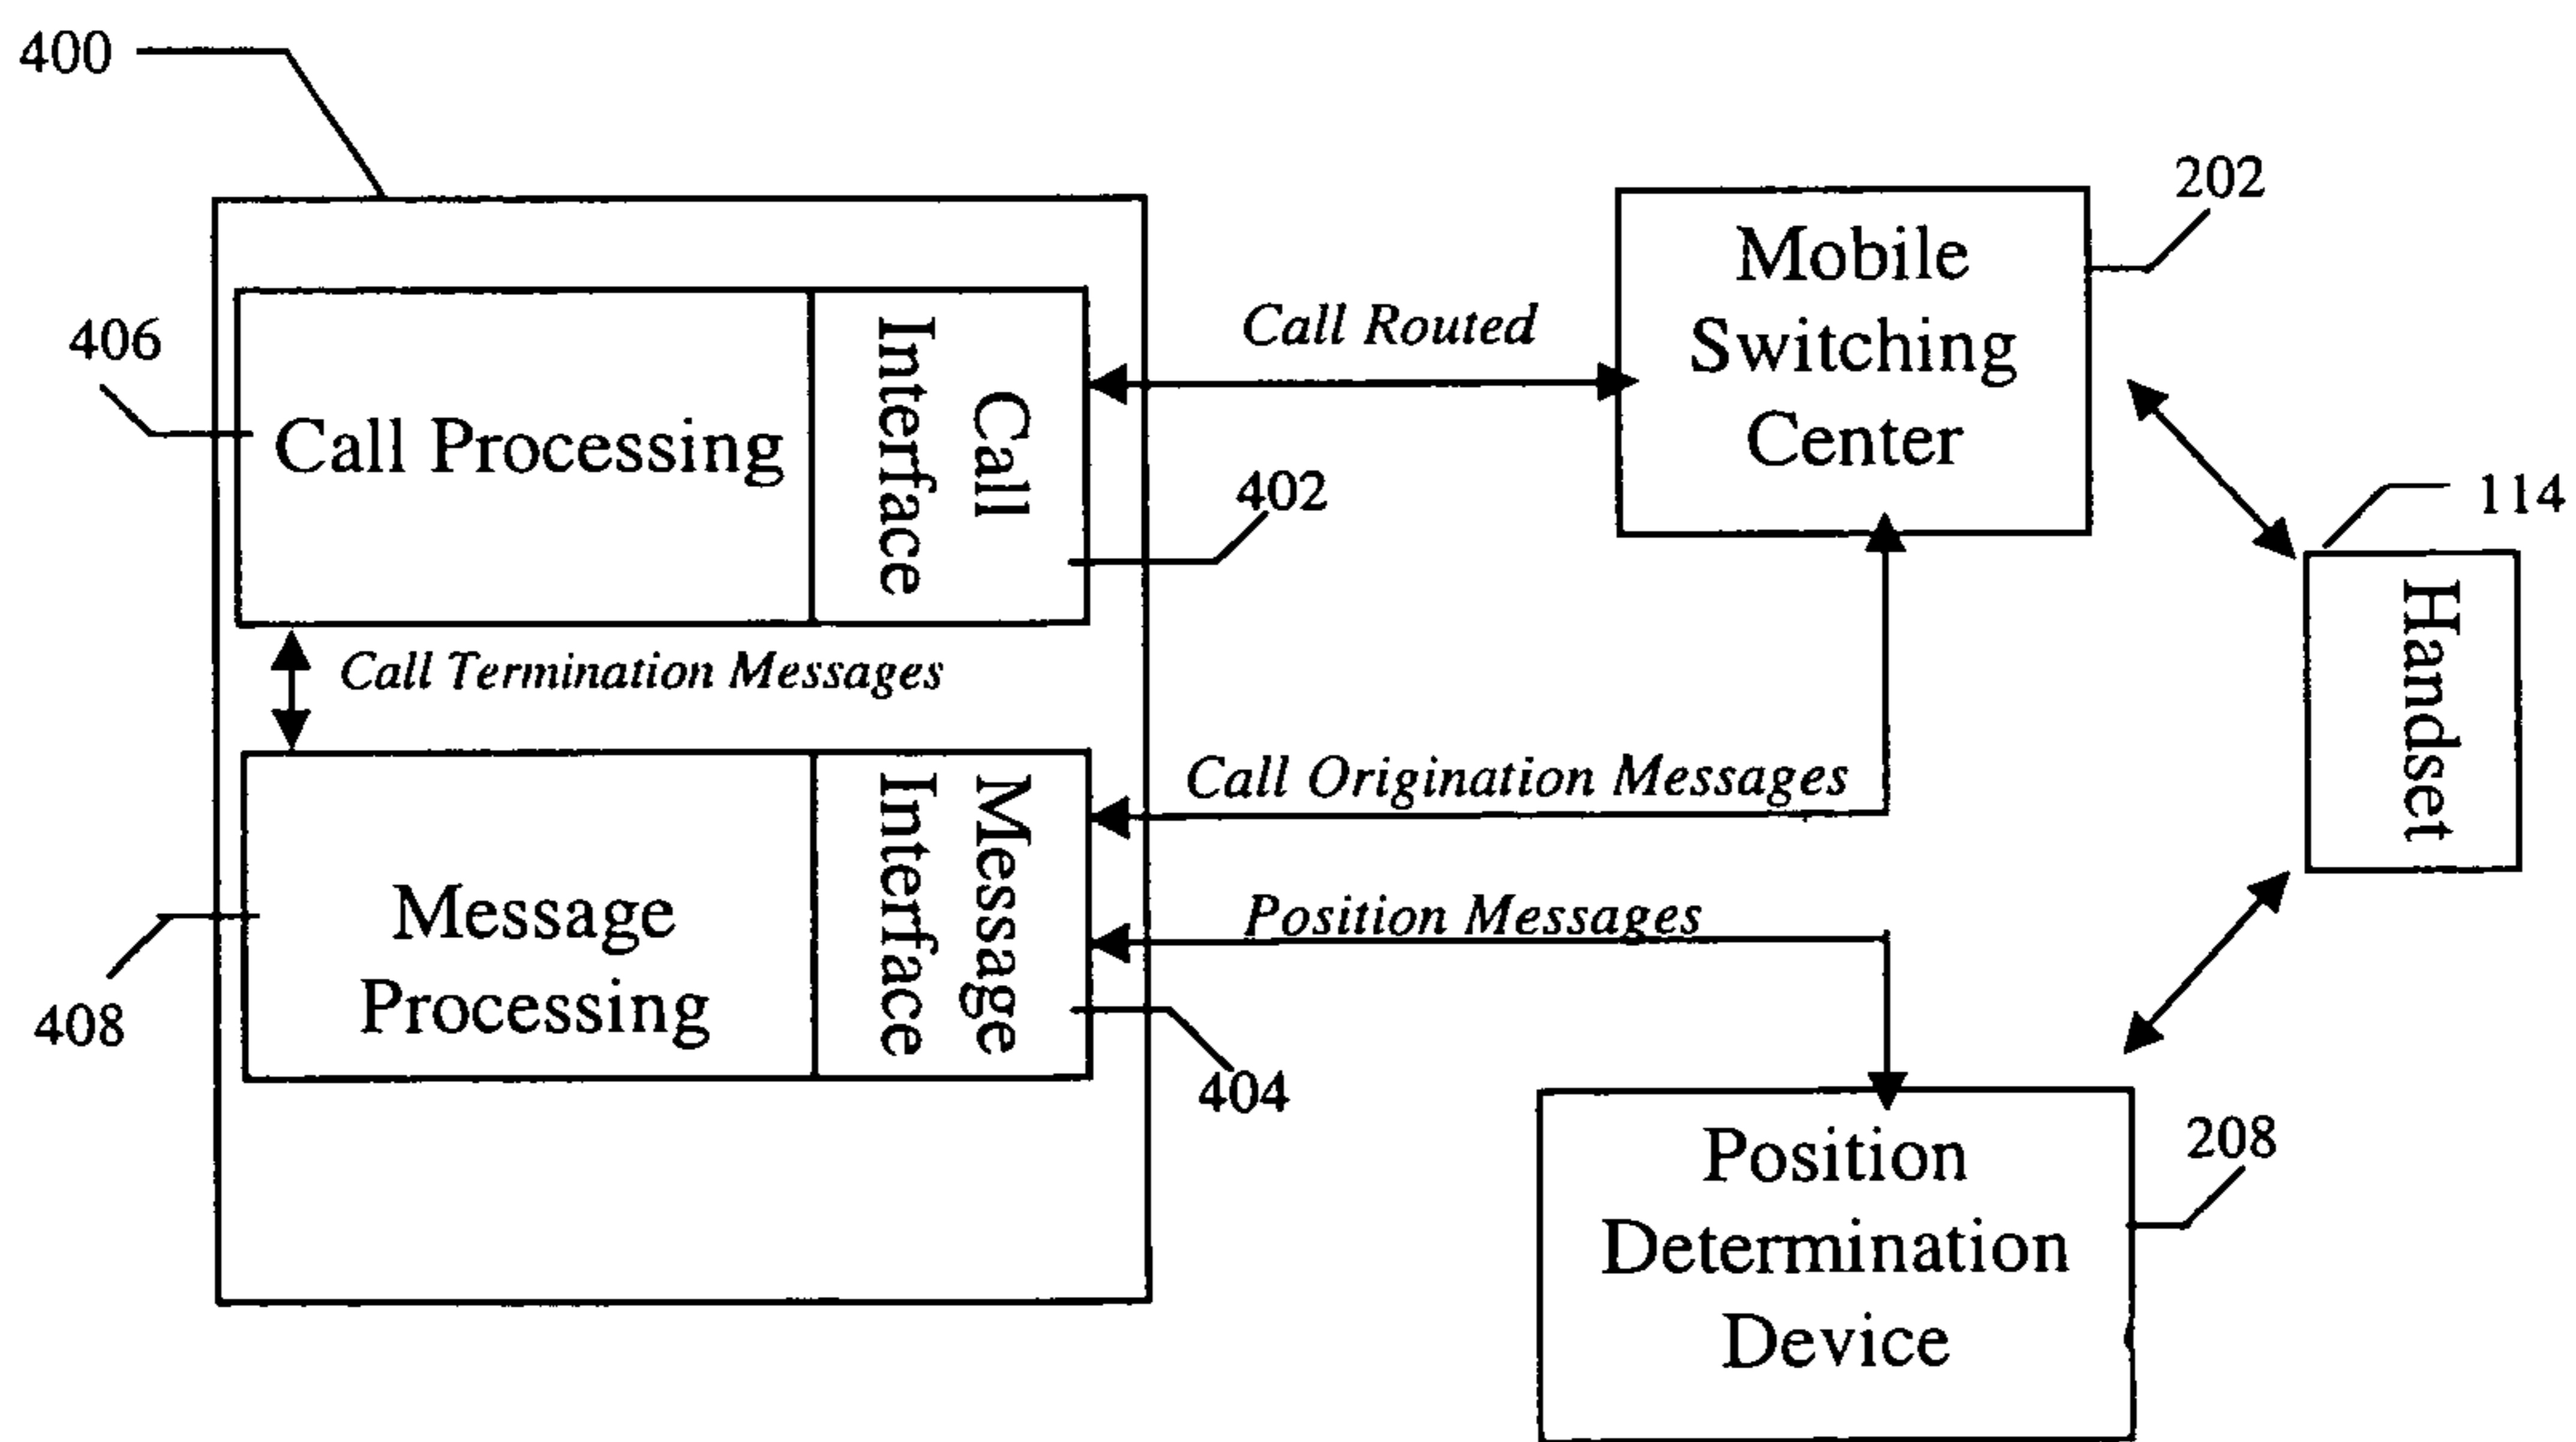 400
202
Mobile
Switching
Center
Call Routed
406
Call Processing
Call
Interface
402
114
Handset
Call Termination Messages
Call Origination Messages
Message
Interface
Position Messages
Message
Processing
408
404
Position
Determination
Device
208